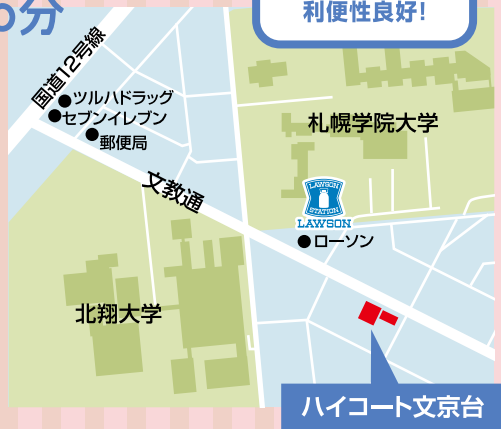 分
利便性良好!
国道12号線
ツルハドラッグ
セブンイレブン
郵便局
札幌学院大学
文教通
LAWSON
STATION
LAWSON
ローソン
北翔大学
ハイコート文京台